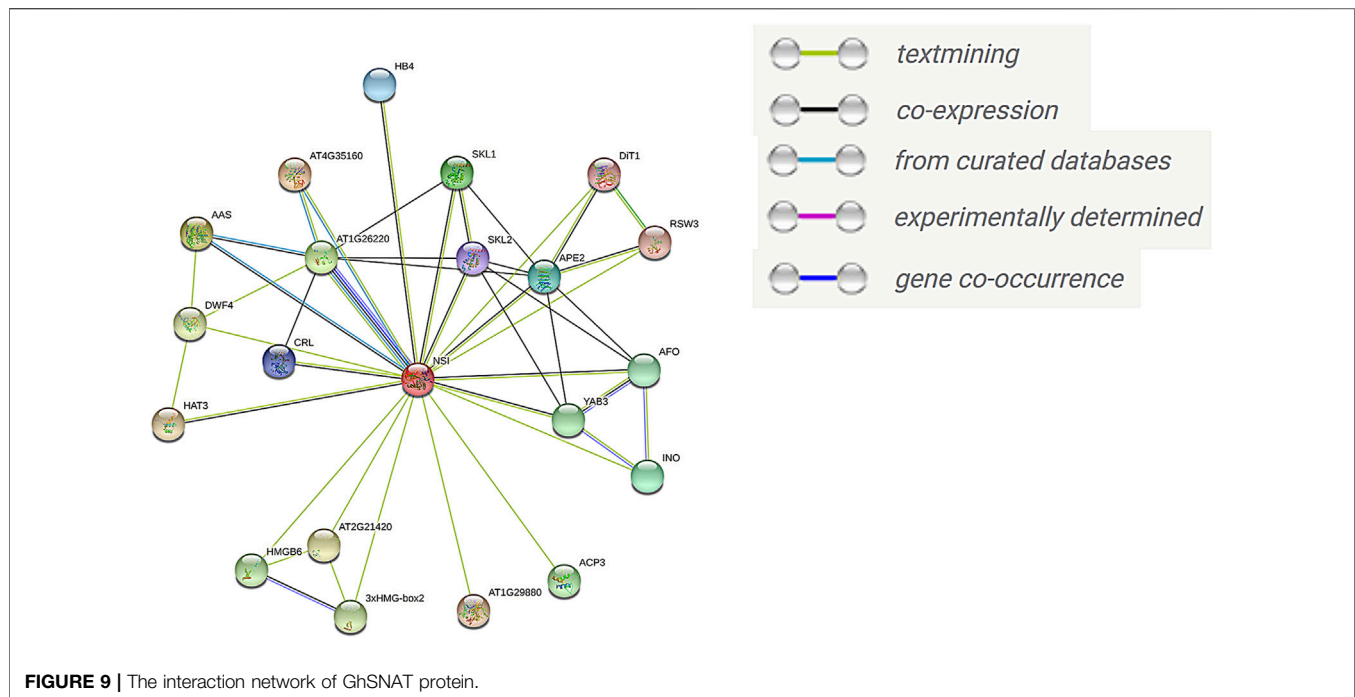 HB4
textmining
co-expression
from curated databases
experimentally determined
gene co-occurrence
AT4G35160
SKL1
DiT1
AAS
AT1G26220
SKL2
APE2
RSW3
DWF4
CRL
NSI
AFO
YAB3
HAT3
INO
AT2G21420
HMGB6
3xHMG-box2
AT1G29880
ACP3
FIGURE 9 | The interaction network of GhSNAT protein.